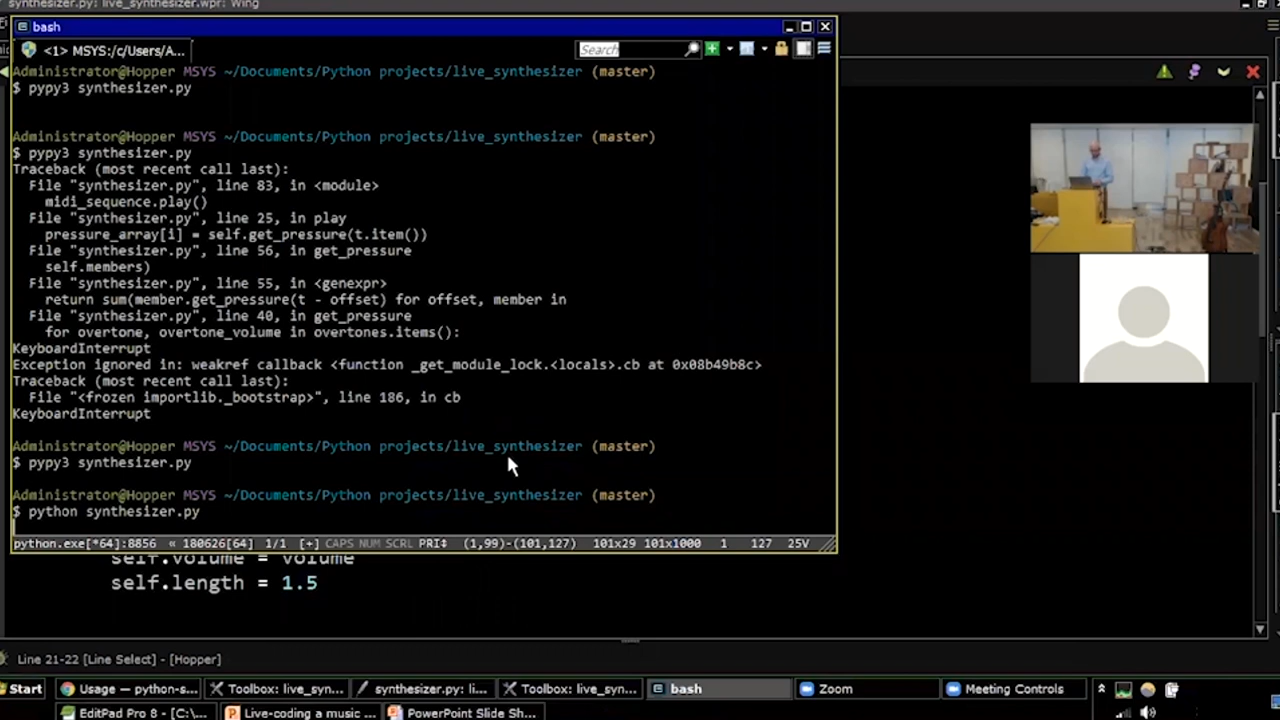 synthesizer.py: live_synthesizer.wpr: Wing
bash
<1> MSYS:/c/Users/A...
Search
Administrator@Hopper MSYS ~/Documents/Python projects/live_synthesizer (master)
$ pypy3 synthesizer.py
Administrator@Hopper MSYS ~/Documents/Python projects/live_synthesizer (master)
$ pypy3 synthesizer.py
Traceback (most recent call last):
File "synthesizer.py", line 83, in <module>
midi_sequence.play()
File "synthesizer.py", line 25, in play
pressure_array[i] = self.get_pressure(t.item())
File "synthesizer.py", line 56, in get_pressure
self.members)
File "synthesizer.py", line 55, in <genexpr>
return sum(member.get_pressure(t - offset) for offset, member in
File "synthesizer.py", line 40, in get_pressure
for overtone, overtone_volume in overtones.items():
KeyboardInterrupt
Exception ignored in: weakref callback <function _get_module_lock.<locals>.cb at 0x08b49b8c>
Traceback (most recent call last):
File "<frozen importlib._bootstrap>", line 186, in cb
KeyboardInterrupt
Administrator@Hopper MSYS ~/Documents/Python projects/live_synthesizer (master)
$ pypy3 synthesizer.py
Administrator@Hopper MSYS ~/Documents/Python projects/live_synthesizer (master)
$ python synthesizer.py
python.exe[*64]:8856 « 180626[64] 1/1 [+] CAPS NUM SCRL PRI↕ (1,99)-(101,127) 101x29 101x1000 1 127 25V
self.volume = volume
self.length = 1.5
Line 21-22 [Line Select] - [Hopper]
Start Usage — python-s... Toolbox: live_syn... synthesizer.py: li... Toolbox: live_syn... bash Zoom Meeting Controls
EditPad Pro 8 - [C:\... Live-coding a music ... PowerPoint Slide Sh...